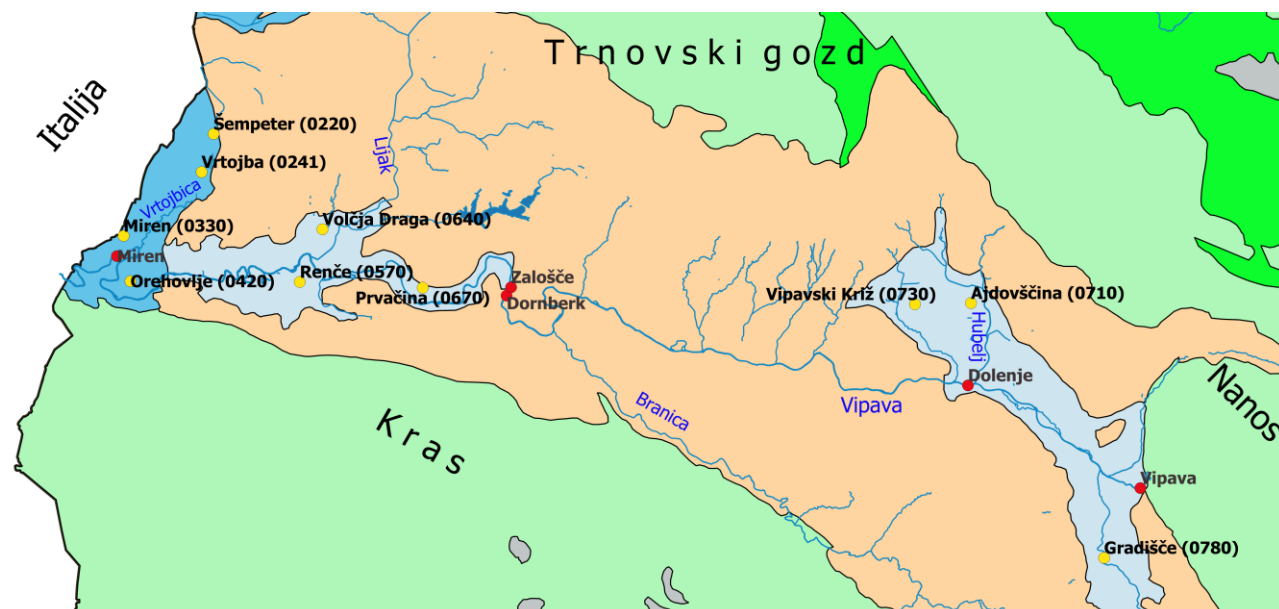 Trnovski gozd
Italija
Šempeter (0220)
Lijak
Vrtojba (0241)
Vrtojbica
Miren (0330)
Volčja Draga (0640)
Miren
Orehovlje (0420)
Renče (0570)
Prvačina (0670)
Zalošče
Dornberk
Vipavski Križ (0730)
Ajdovščina (0710)
Hubelj
Dolenje
Nanos
Vipava
Branica
Kras
Vipava
Gradišče (0780)